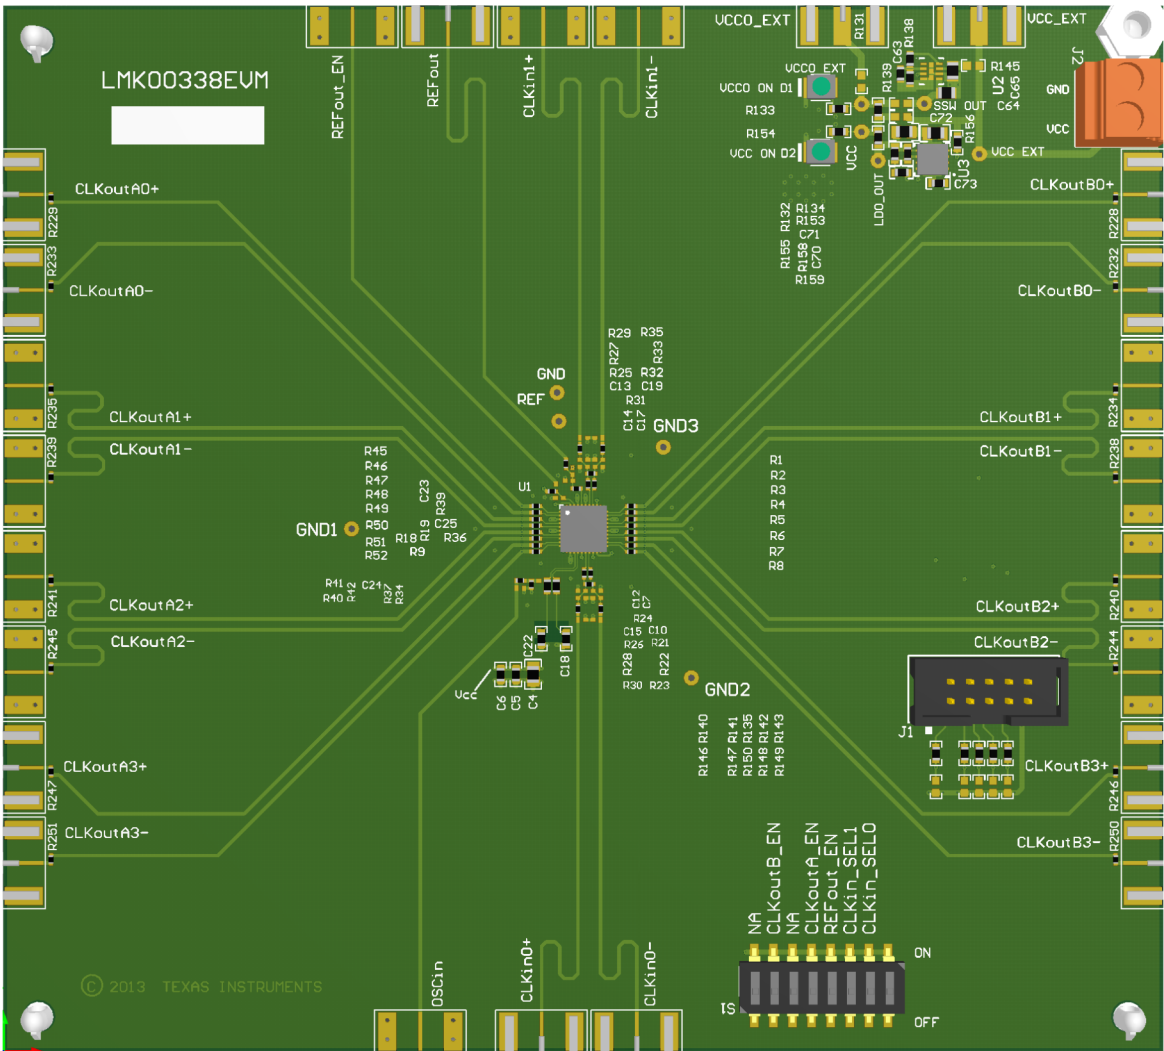 VCCO_EXT
R131
R138
VCC_EXT
C63
J2
LMK00338EVM
REFout_EN
REFout
CLKin1+
CLKin1-
VCCO EXT
R139
R145
U2
C65
C64
GND
VCC
VCCO ON D1
SSW OUT
C72
R133
R154
R156
VCC ON D2
VCC
VCC EXT
U3
C73
LDO_OUT
CLKoutA0+
R229
CLKoutB0+
R228
R132
R134
R153
C71
R155
R158
C70
R159
R233
CLKoutA0-
R232
CLKoutB0-
R29
R35
R27
R33
R25
R32
C13
C19
R31
C14
C17
GND
REF
GND3
R235
CLKoutA1+
R239
CLKoutA1-
CLKoutB1+
R234
CLKoutB1-
R238
R45
R46
R47
R48
R49
R50
R51
R52
C23
R39
C25
R19
R36
R18
R9
U1
GND1
R1
R2
R3
R4
R5
R6
R7
R8
R41
R40
R42
C24
R37
R34
R241
CLKoutA2+
R245
CLKoutA2-
C12
C7
R24
C15
C10
R26
R21
R28
R22
R30
R23
CLKoutB2+
R240
CLKoutB2-
R244
C22
C18
Vcc
C6
C5
C4
GND2
R146 R140
R147 R141
R150 R135
R148 R142
R149 R143
J1
CLKoutA3+
R247
CLKoutA3-
R251
CLKoutB3+
R246
CLKoutB3-
R250
NA
CLKoutB_EN
NA
CLKoutA_EN
REFout_EN
CLKin_SEL1
CLKin_SEL0
ON
S1
OFF
© 2013 TEXAS INSTRUMENTS
OSCin
CLKin0+
CLKin0-